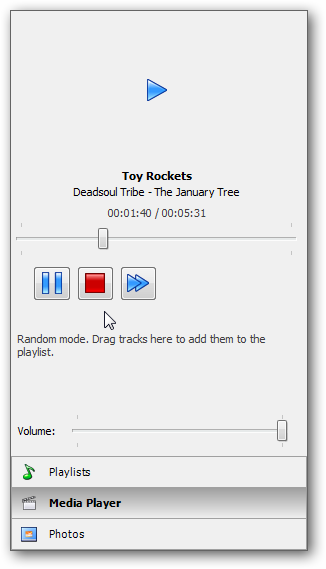 Toy Rockets
Deadsoul Tribe - The January Tree
00:01:40 / 00:05:31
Random mode. Drag tracks here to add them to the
playlist.
Volume:
Playlists
Media Player
Photos